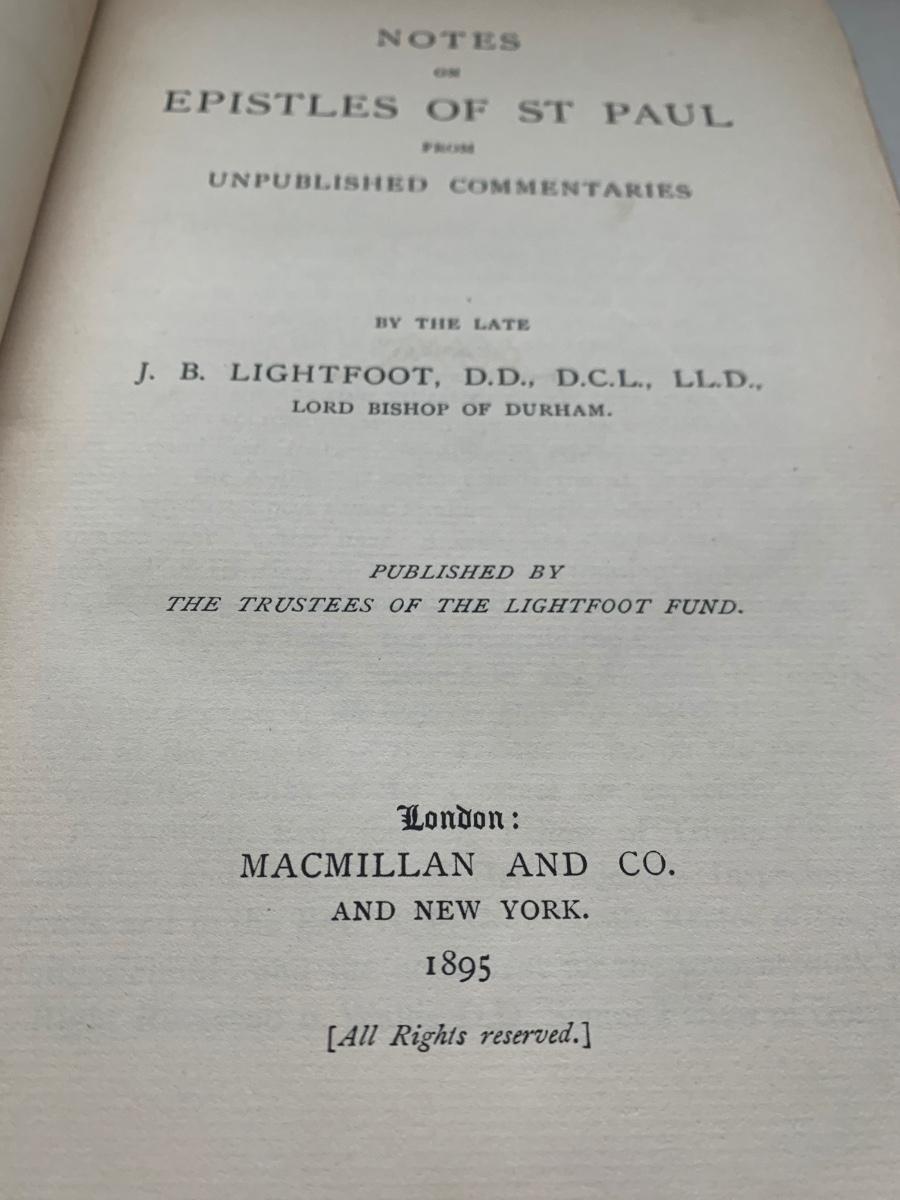 NOTES
ON
EPISTLES OF ST PAUL
FROM
UNPUBLISHED COMMENTARIES
BY THE LATE
J. B. LIGHTFOOT, D.D., D.C.L., LL.D.,
LORD BISHOP OF DURHAM.
PUBLISHED BY
THE TRUSTEES OF THE LIGHTFOOT FUND.
London:
MACMILLAN AND CO.
AND NEW YORK.
1895
[All Rights reserved.]